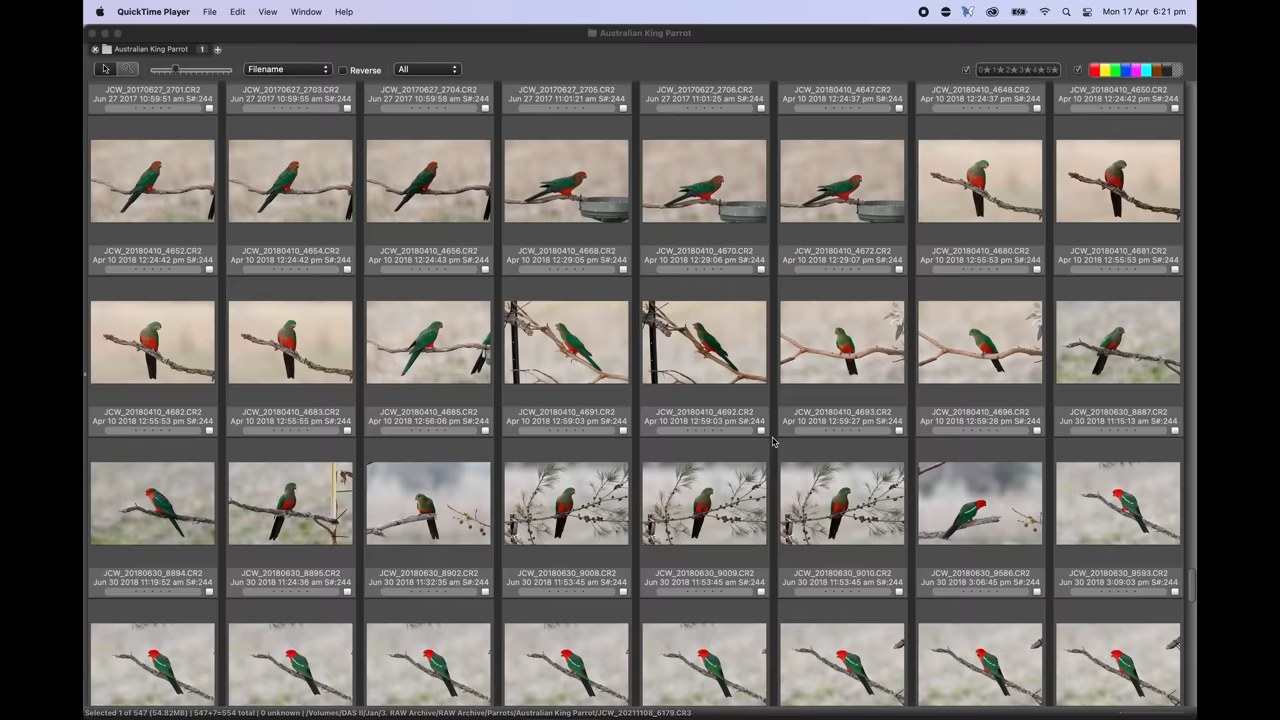 QuickTime Player File Edit View Window Help Mon 17 Apr 6:21 pm
Australian King Parrot
Australian King Parrot 1
Filename Reverse All 0★1★2★3★4★5★
JCW_20170627_2701.CR2 JCW_20170627_2703.CR2 JCW_20170627_2704.CR2 JCW_20170627_2705.CR2 JCW_20170627_2706.CR2 JCW_20180410_4647.CR2 JCW_20180410_4648.CR2 JCW_20180410_4650.CR2
Jun 27 2017 10:59:51 am S#:244 Jun 27 2017 10:59:55 am S#:244 Jun 27 2017 10:59:58 am S#:244 Jun 27 2017 11:01:21 am S#:244 Jun 27 2017 11:01:25 am S#:244 Apr 10 2018 12:24:37 pm S#:244 Apr 10 2018 12:24:37 pm S#:244 Apr 10 2018 12:24:42 pm S#:244
JCW_20180410_4652.CR2 JCW_20180410_4654.CR2 JCW_20180410_4656.CR2 JCW_20180410_4668.CR2 JCW_20180410_4670.CR2 JCW_20180410_4672.CR2 JCW_20180410_4680.CR2 JCW_20180410_4681.CR2
Apr 10 2018 12:24:42 pm S#:244 Apr 10 2018 12:24:42 pm S#:244 Apr 10 2018 12:24:43 pm S#:244 Apr 10 2018 12:29:05 pm S#:244 Apr 10 2018 12:29:06 pm S#:244 Apr 10 2018 12:29:07 pm S#:244 Apr 10 2018 12:55:53 pm S#:244 Apr 10 2018 12:55:53 pm S#:244
JCW_20180410_4682.CR2 JCW_20180410_4683.CR2 JCW_20180410_4685.CR2 JCW_20180410_4691.CR2 JCW_20180410_4692.CR2 JCW_20180410_4693.CR2 JCW_20180410_4696.CR2 JCW_20180630_8887.CR2
Apr 10 2018 12:55:53 pm S#:244 Apr 10 2018 12:55:55 pm S#:244 Apr 10 2018 12:56:06 pm S#:244 Apr 10 2018 12:59:03 pm S#:244 Apr 10 2018 12:59:03 pm S#:244 Apr 10 2018 12:59:27 pm S#:244 Apr 10 2018 12:59:28 pm S#:244 Jun 30 2018 11:15:13 am S#:244
JCW_20180630_8894.CR2 JCW_20180630_8895.CR2 JCW_20180630_8902.CR2 JCW_20180630_9008.CR2 JCW_20180630_9009.CR2 JCW_20180630_9010.CR2 JCW_20180630_9586.CR2 JCW_20180630_9593.CR2
Jun 30 2018 11:19:52 am S#:244 Jun 30 2018 11:24:36 am S#:244 Jun 30 2018 11:32:35 am S#:244 Jun 30 2018 11:53:45 am S#:244 Jun 30 2018 11:53:45 am S#:244 Jun 30 2018 11:53:45 am S#:244 Jun 30 2018 3:06:45 pm S#:244 Jun 30 2018 3:09:03 pm S#:244
Selected 1 of 547 (54.82MB) | 547+7=554 total | 0 unknown | /Volumes/DAS II/Jan/3. RAW Archive/RAW Archive/Parrots/Australian King Parrot/JCW_20211108_6179.CR3